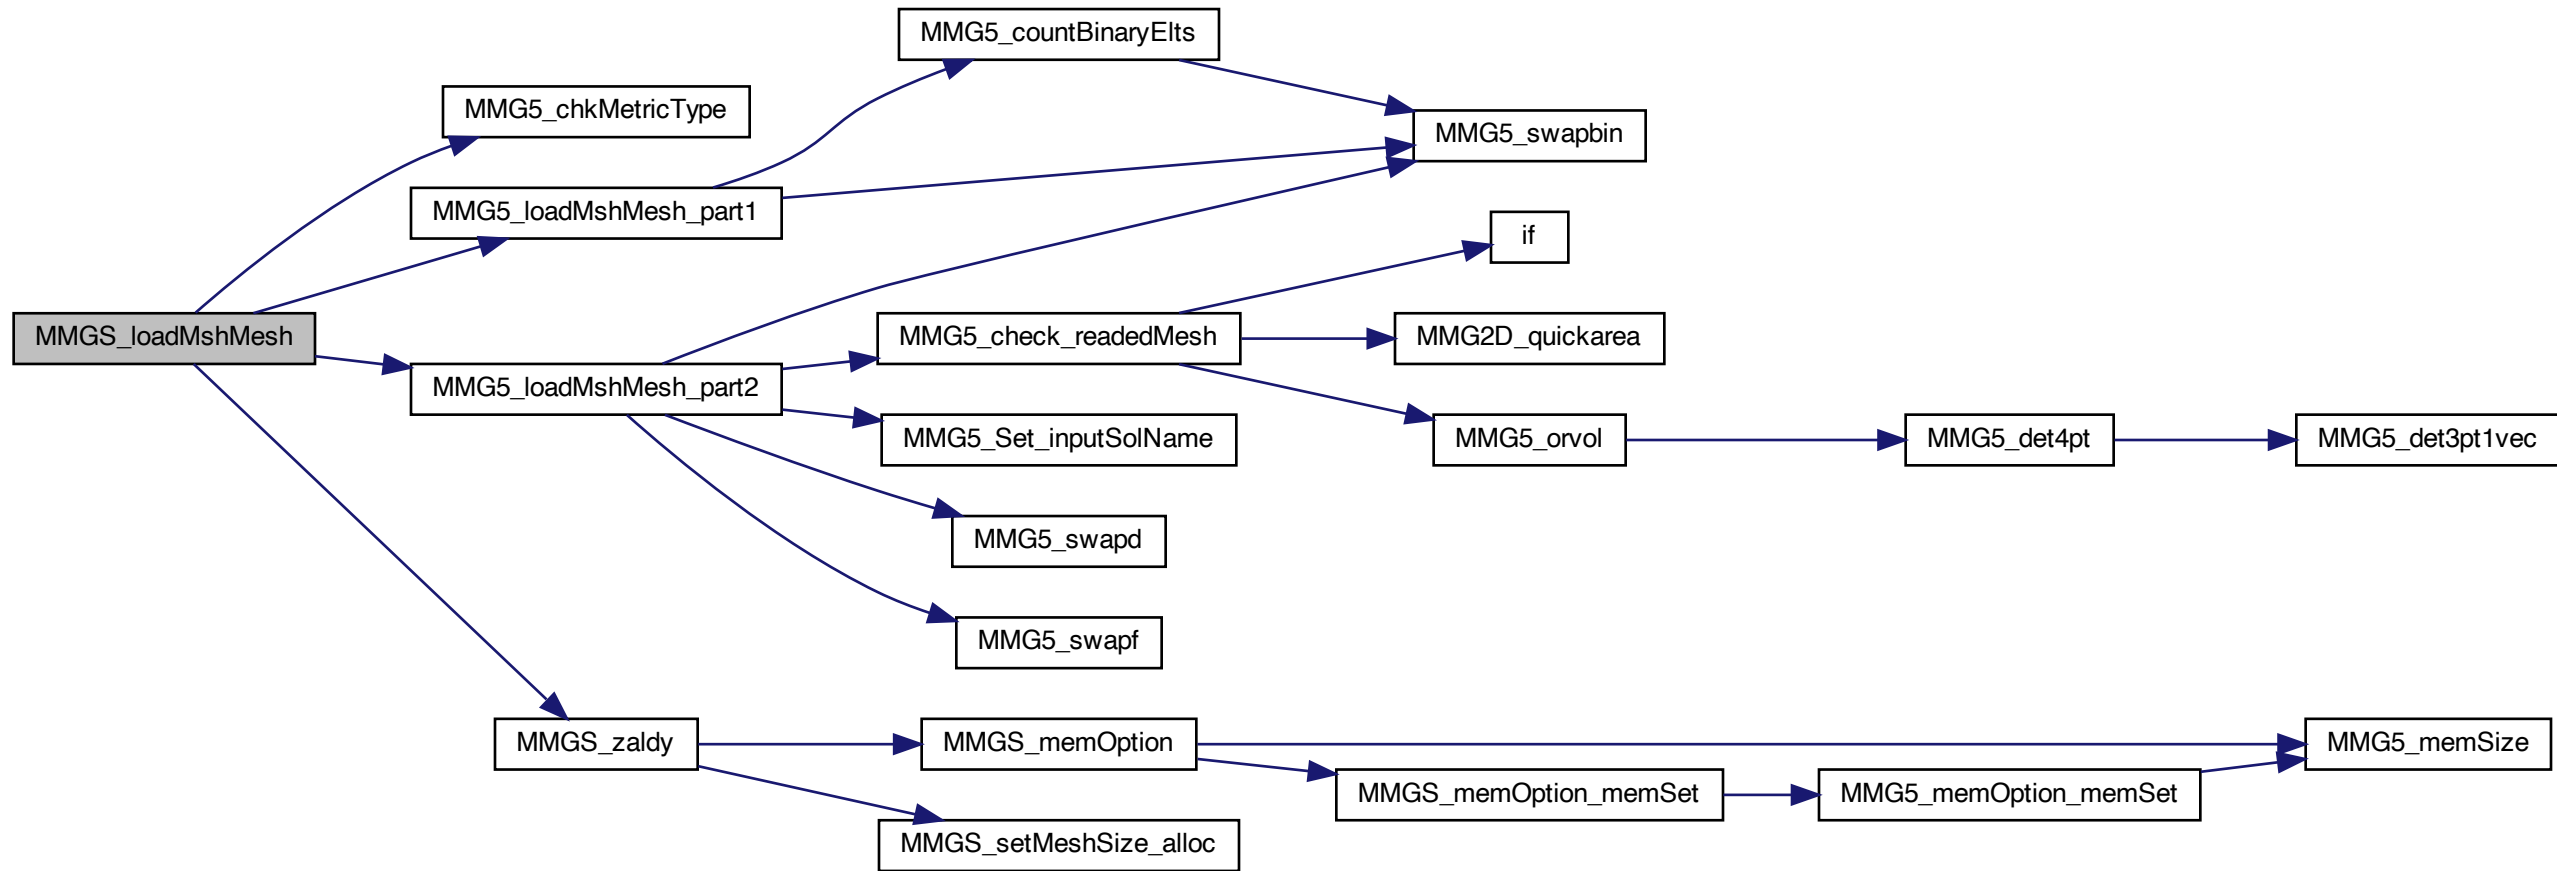 MMG5_countBinaryElts
MMG5_chkMetricType
MMG5_swapbin
MMG5_loadMshMesh_part1
if
MMGS_loadMshMesh
MMG5_check_readedMesh
MMG2D_quickarea
MMG5_loadMshMesh_part2
MMG5_Set_inputSolName
MMG5_orvol
MMG5_det4pt
MMG5_det3pt1vec
MMG5_swapd
MMG5_swapf
MMGS_zaldy
MMGS_memOption
MMG5_memSize
MMGS_memOption_memSet
MMG5_memOption_memSet
MMGS_setMeshSize_alloc